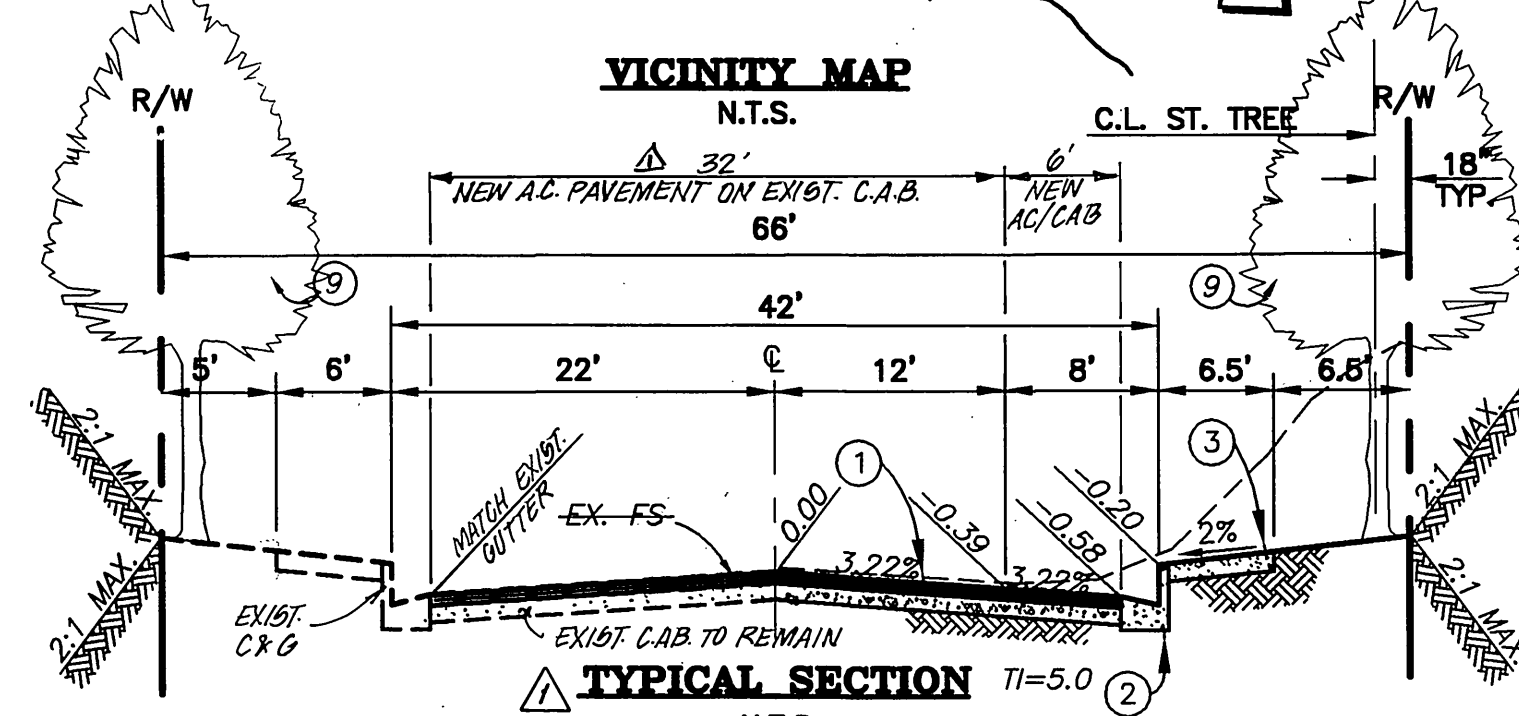 VICINITY MAP
N.T.S.
R/W
R/W
C.L. ST. TREE
18"
TYP.
1 32'
NEW A.C. PAVEMENT ON EXIST. C.A.B.
6'
NEW
AC/CAB
66'
9
9
42'
5'
6'
22'
℄
12'
8'
6.5'
6.5'
2:1 MAX.
2:1 MAX.
MATCH EXIST.
GUTTER
EX. FS
1
3
0.00
-0.39
-0.58
-0.20
3.22%
3.22%
2%
2:1 MAX.
2:1 MAX.
EXIST.
C&G
EXIST. C.A.B. TO REMAIN
1 TYPICAL SECTION
TI=5.0
2